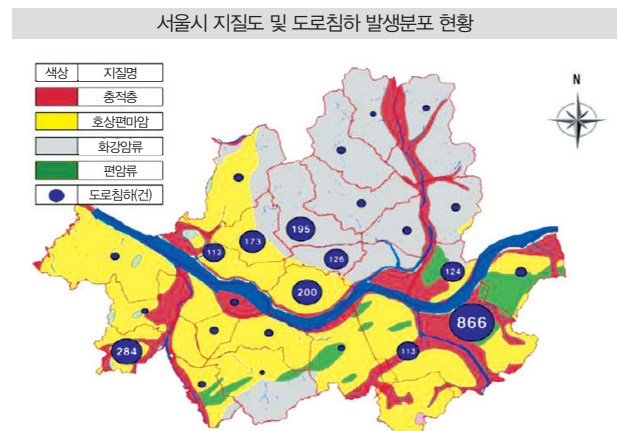 서울시 지질도 및 도로침하 발생분포 현황
색상 지질명
충적층
호상편마암
화강암류
편암류
도로침하(건)
N
195
113
173
126
124
200
866
284
113